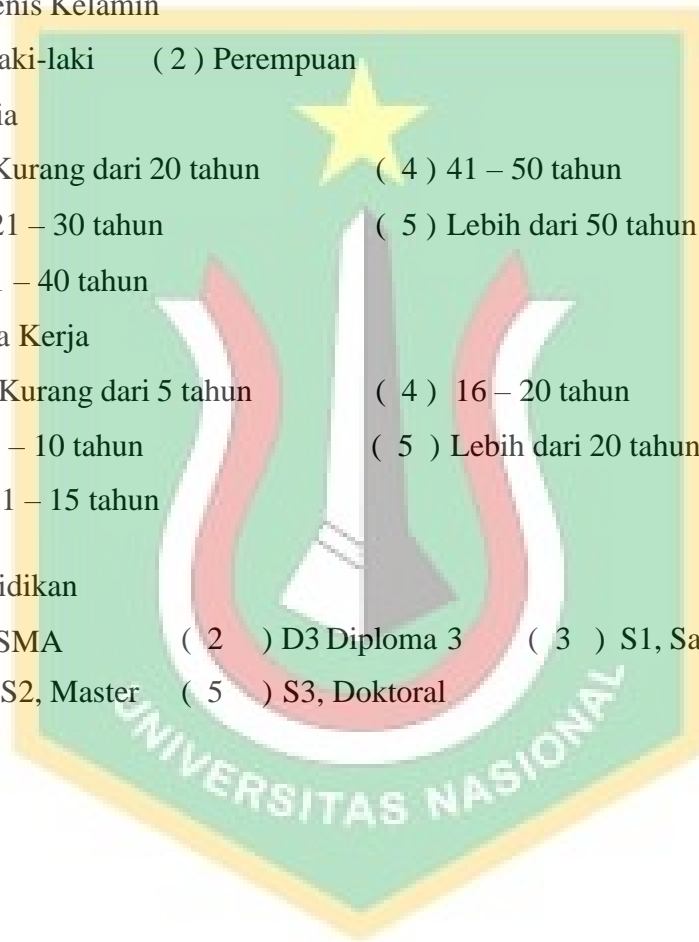 enis Kelamin
aki-laki ( 2 ) Perempuan
ia
Kurang dari 20 tahun ( 4 ) 41 – 50 tahun
21 – 30 tahun ( 5 ) Lebih dari 50 tahun
– 40 tahun
a Kerja
Kurang dari 5 tahun ( 4 ) 16 – 20 tahun
– 10 tahun ( 5 ) Lebih dari 20 tahun
1 – 15 tahun
idikan
SMA ( 2 ) D3 Diploma 3 ( 3 ) S1, Sa
S2, Master ( 5 ) S3, Doktoral
UNIVERSITAS NASIONAL